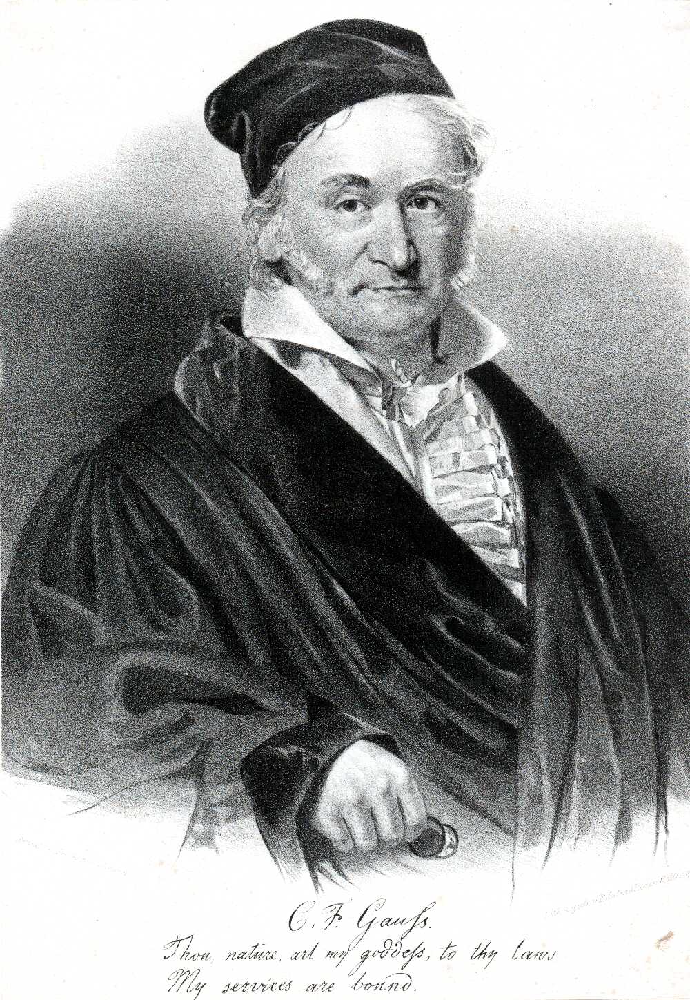 C. F. Gauſs.
Thou, nature, art my goddeſs, to thy laws
My services are bound.